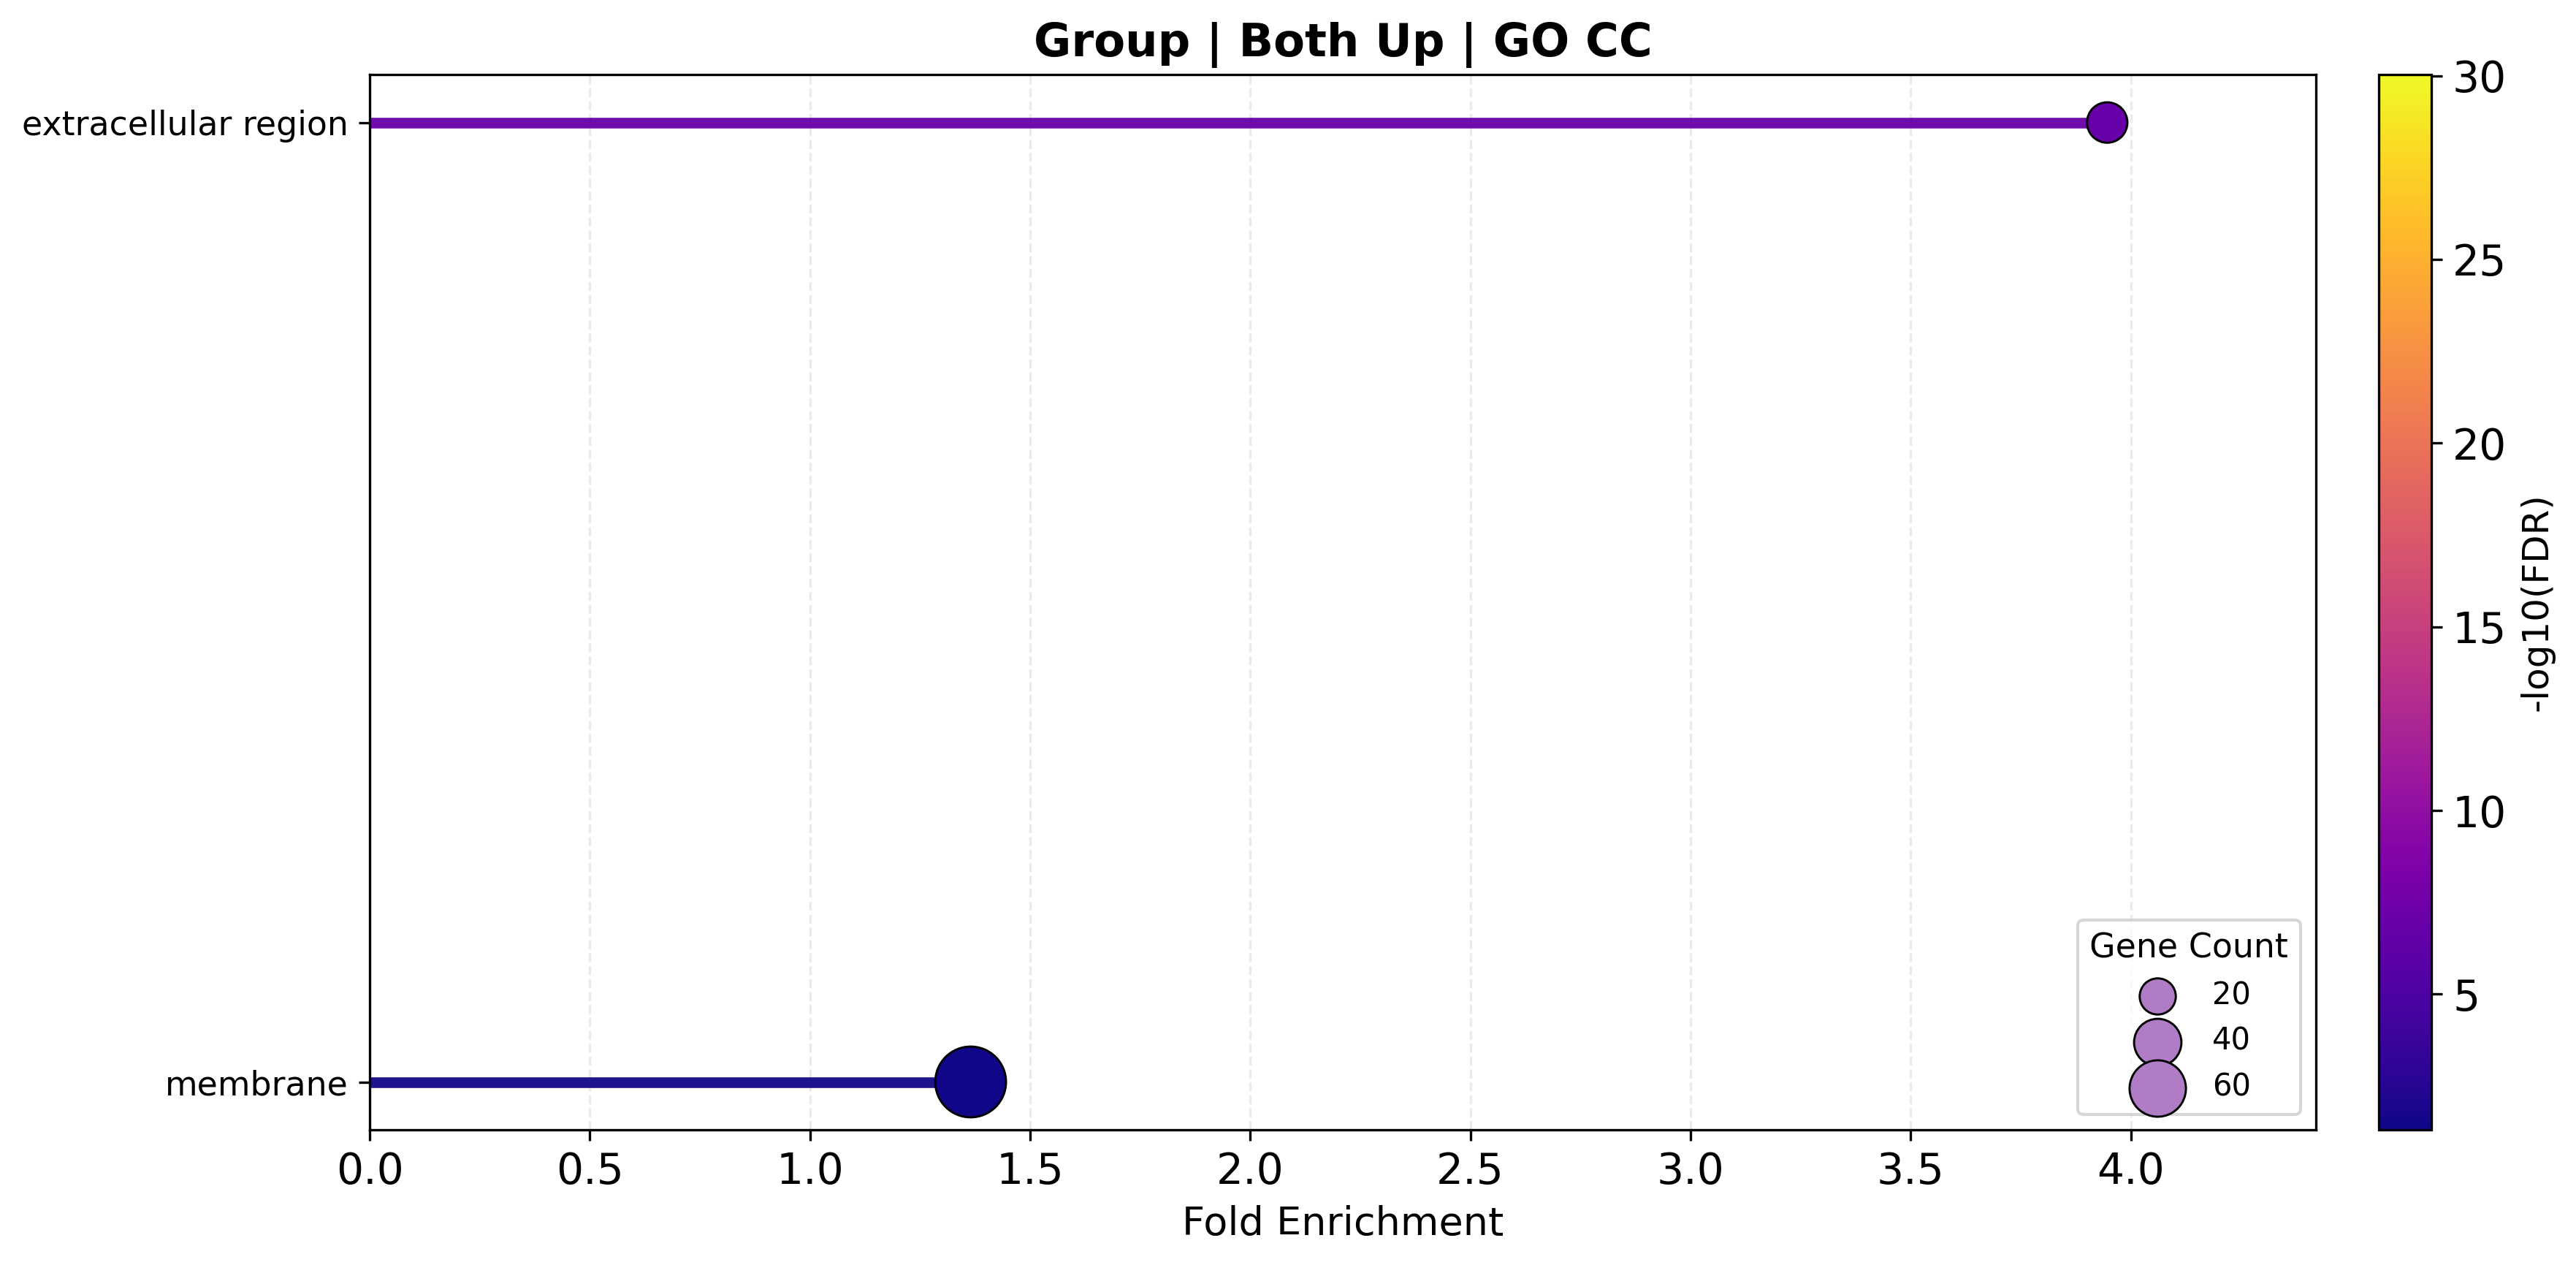 Group | Both Up | GO CC
extracellular region
membrane
0.0 0.5 1.0 1.5 2.0 2.5 3.0 3.5 4.0
Fold Enrichment
Gene Count
20
40
60
30
25
20
15
10
5
-log10(FDR)